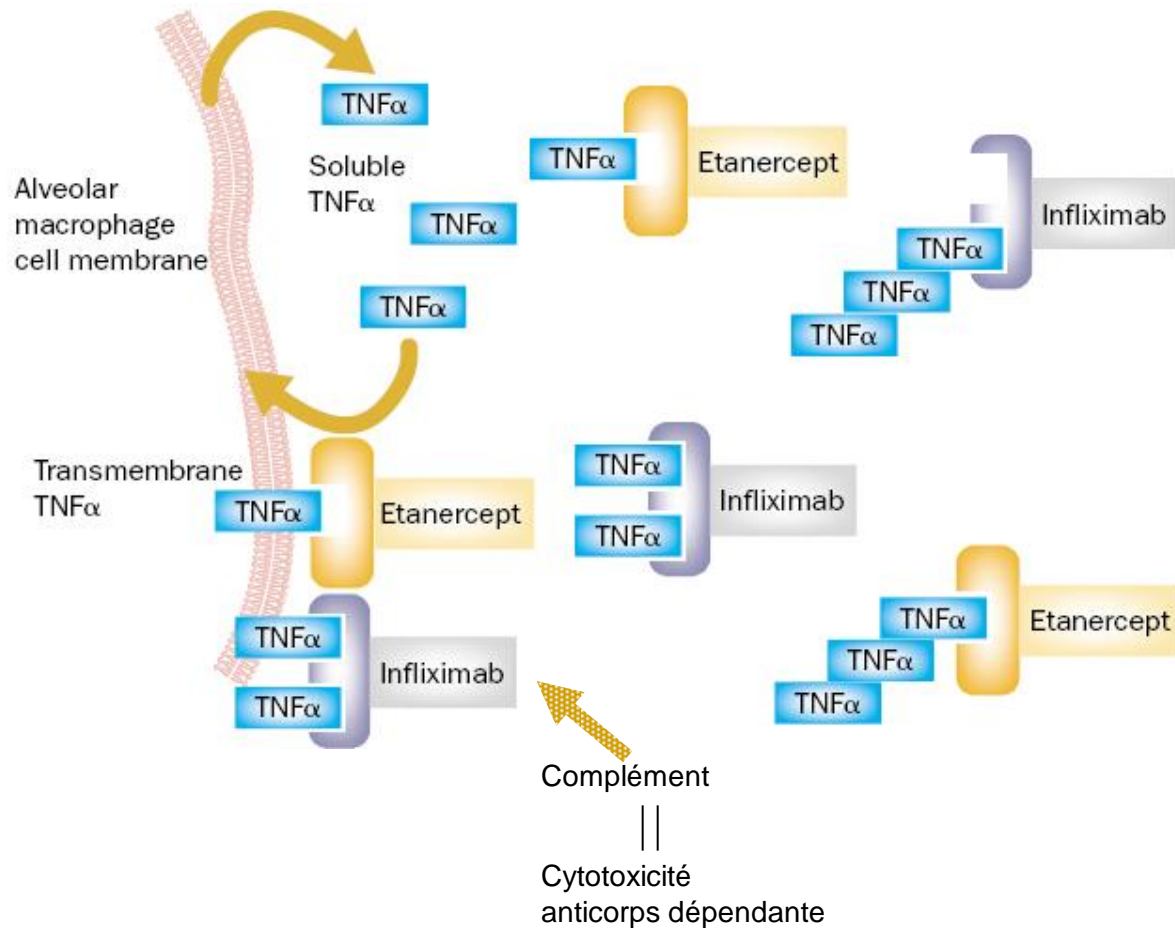 TNFα
Soluble
TNFα
TNFα
Etanercept
Infliximab
Alveolar
macrophage
cell membrane
TNFα
TNFα
TNFα
TNFα
TNFα
Transmembrane
TNFα
TNFα
Etanercept
TNFα
TNFα
Infliximab
TNFα
TNFα
Infliximab
TNFα
TNFα
TNFα
Etanercept
Complément
Cytotoxicité
anticorps dépendante